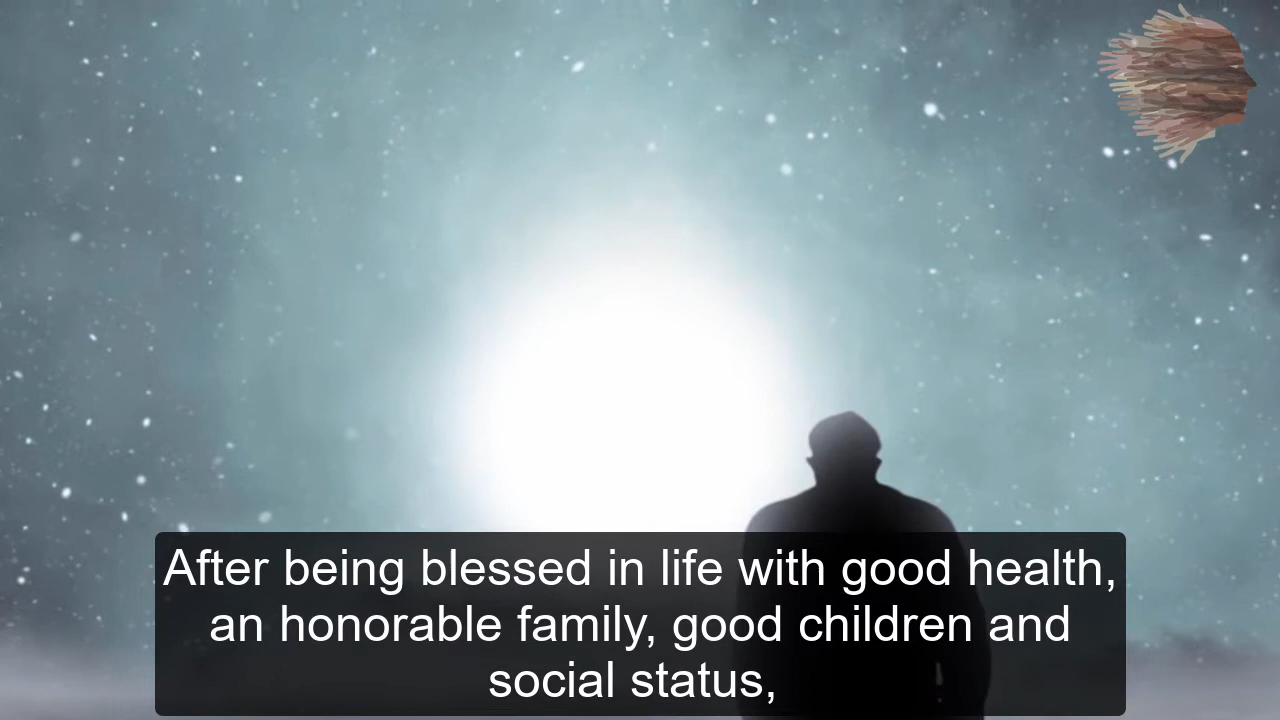 After being blessed in life with good health,
an honorable family, good children and
social status,